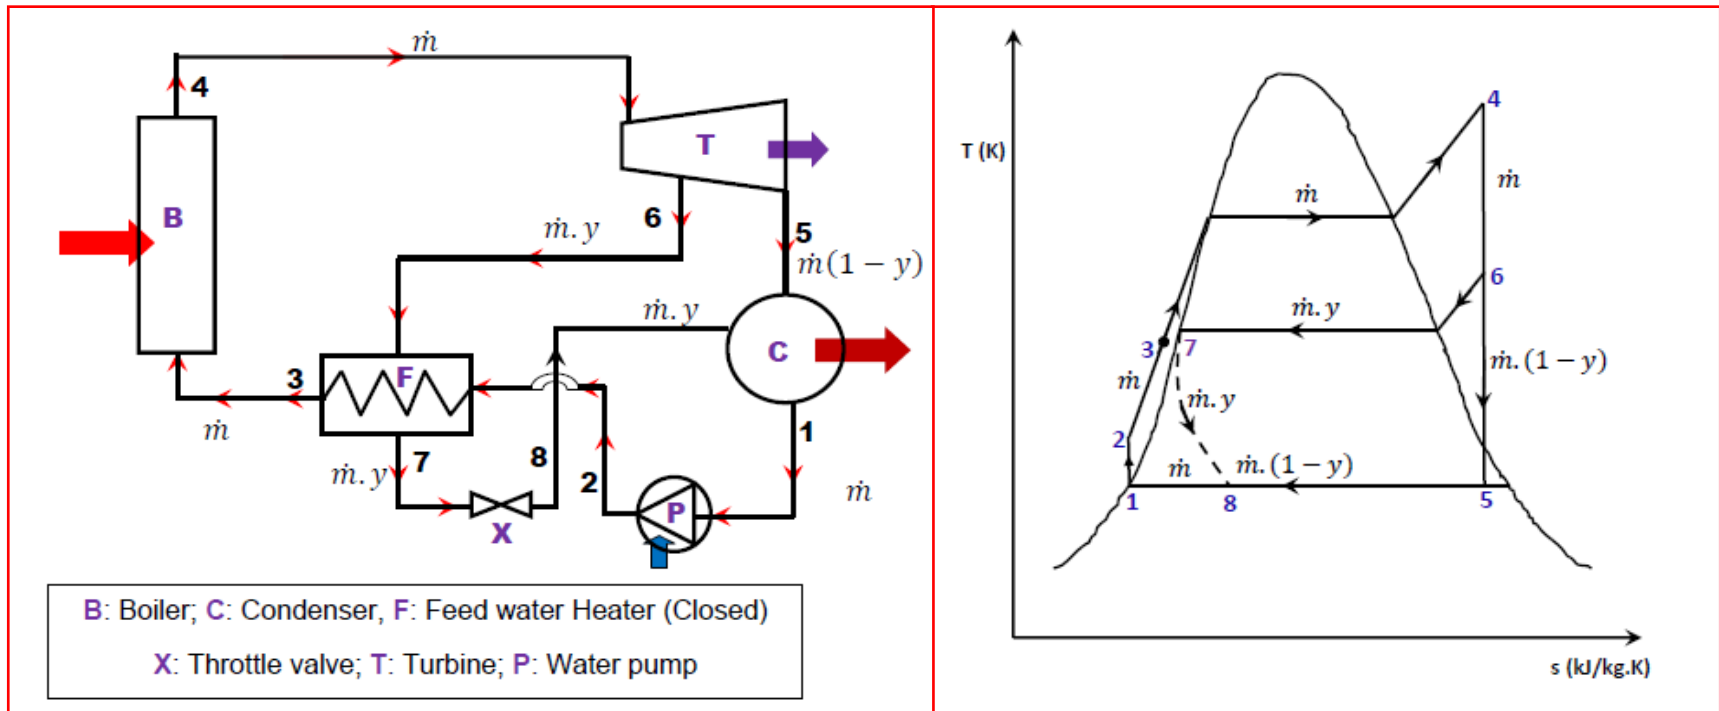 ṁ
4
T
B
6
ṁ. y
5
ṁ(1 − y)
ṁ. y
C
3
F
ṁ
1
7
8
ṁ. y
2
ṁ
P
X
B: Boiler; C: Condenser, F: Feed water Heater (Closed)
X: Throttle valve; T: Turbine; P: Water pump
T (K)
4
ṁ
ṁ
6
ṁ. y
3
7
ṁ. (1 − y)
ṁ
ṁ. y
2
ṁ
ṁ. (1 − y)
1
8
5
s (kJ/kg.K)